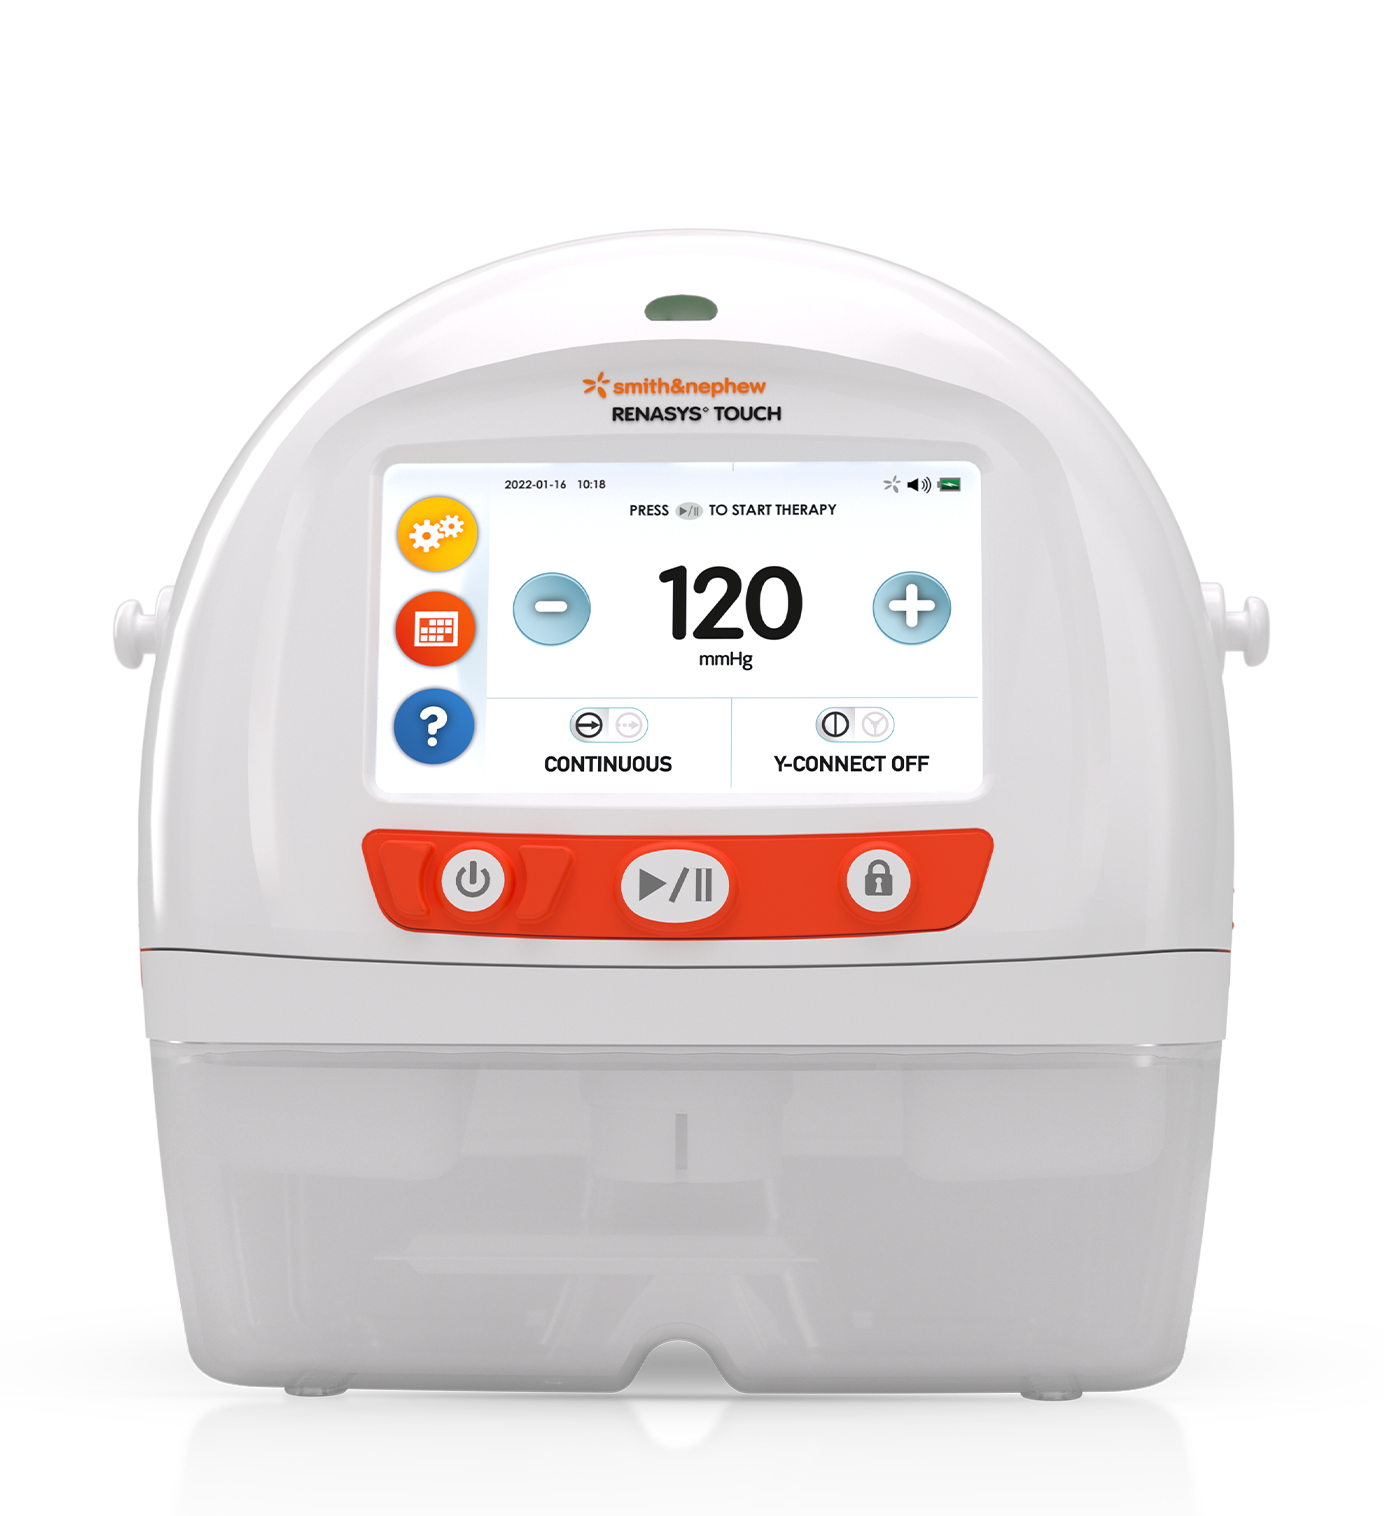 smith&nephew
RENASYS° TOUCH
2022-01-16 10:18
PRESS TO START THERAPY
120
mmHg
CONTINUOUS
Y-CONNECT OFF